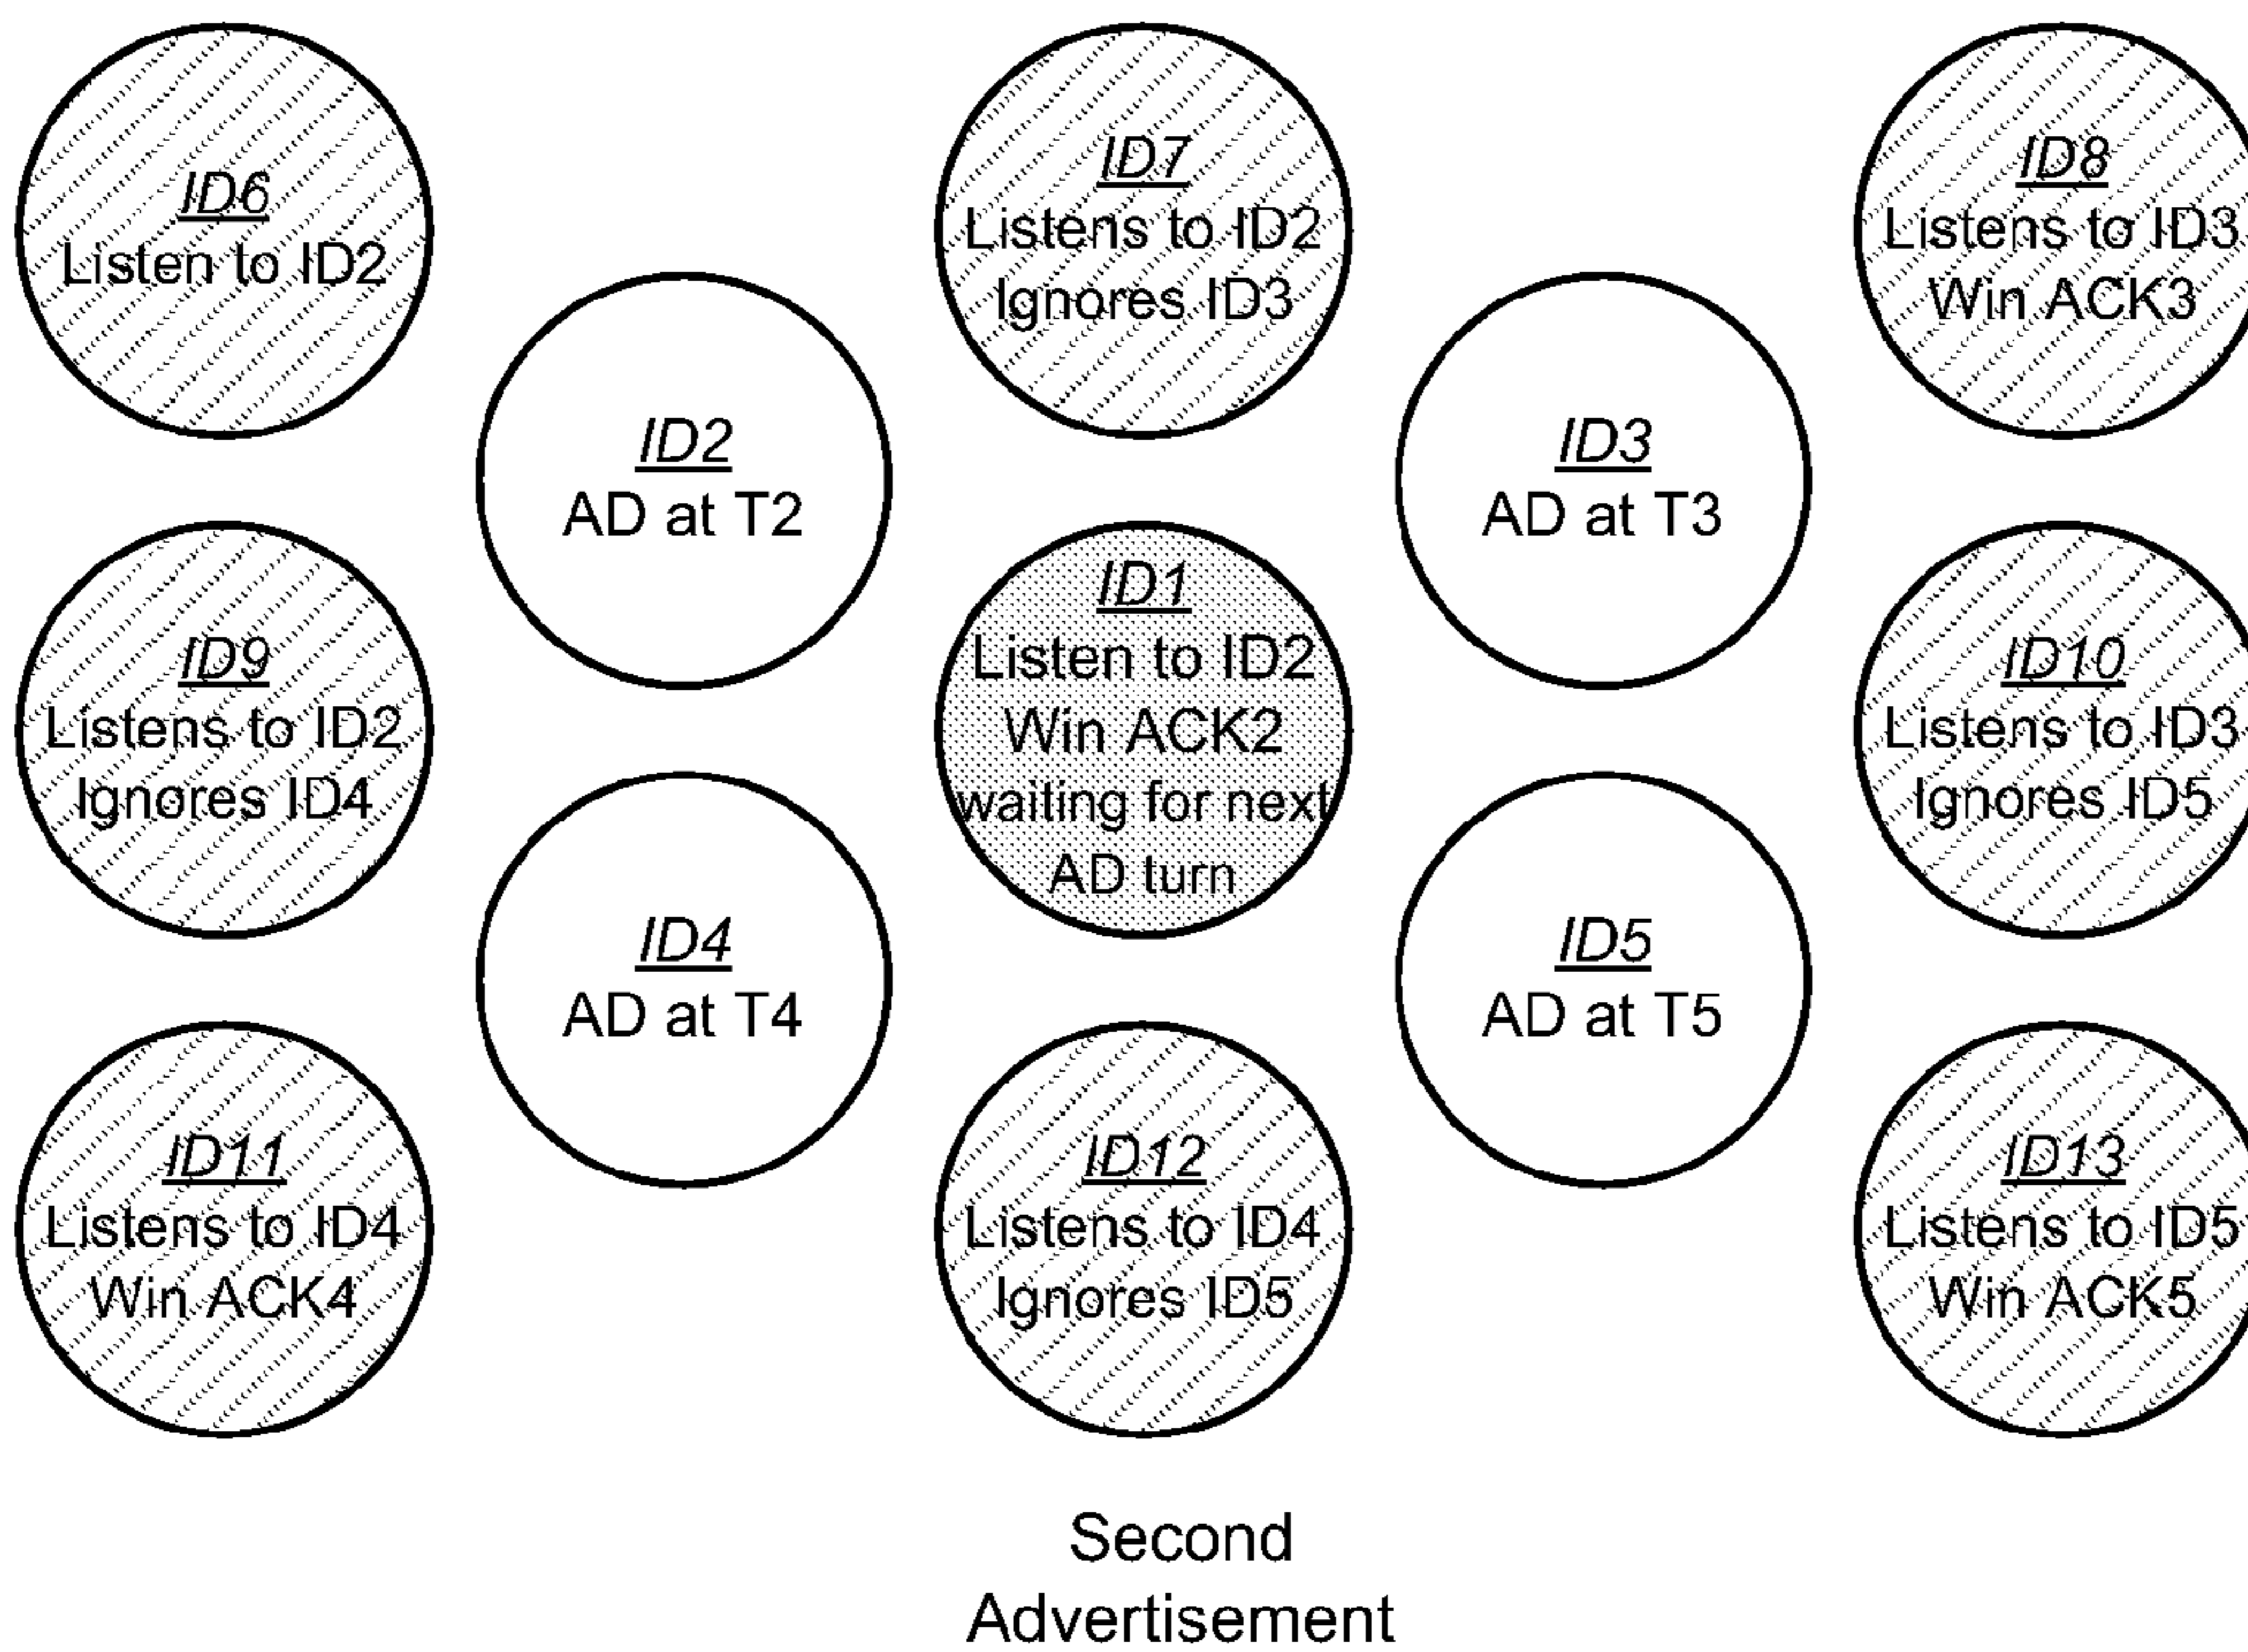 ID6
Listen to ID2
ID7
Listens to ID2
Ignores ID3
ID8
Listens to ID3
Win ACK3
ID2
AD at T2
ID3
AD at T3
ID9
Listens to ID2
Ignores ID4
ID1
Listen to ID2
Win ACK2
waiting for next
AD turn
ID10
Listens to ID3
Ignores ID5
ID4
AD at T4
ID5
AD at T5
ID11
Listens to ID4
Win ACK4
ID12
Listens to ID4
Ignores ID5
ID13
Listens to ID5
Win ACK5
Second
Advertisement